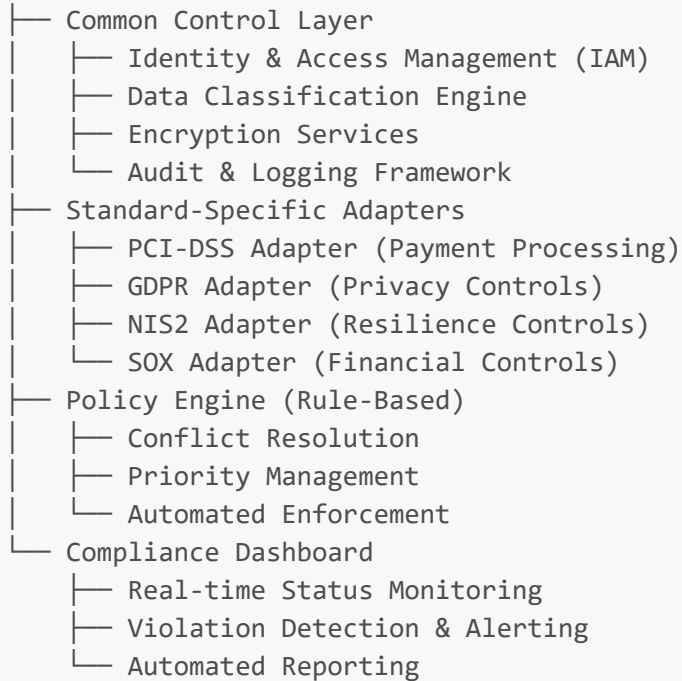 ├── Common Control Layer
│   ├── Identity & Access Management (IAM)
│   ├── Data Classification Engine
│   ├── Encryption Services
│   └── Audit & Logging Framework
├── Standard-Specific Adapters
│   ├── PCI-DSS Adapter (Payment Processing)
│   ├── GDPR Adapter (Privacy Controls)
│   ├── NIS2 Adapter (Resilience Controls)
│   └── SOX Adapter (Financial Controls)
├── Policy Engine (Rule-Based)
│   ├── Conflict Resolution
│   ├── Priority Management
│   └── Automated Enforcement
└── Compliance Dashboard
    ├── Real-time Status Monitoring
    ├── Violation Detection & Alerting
    └── Automated Reporting